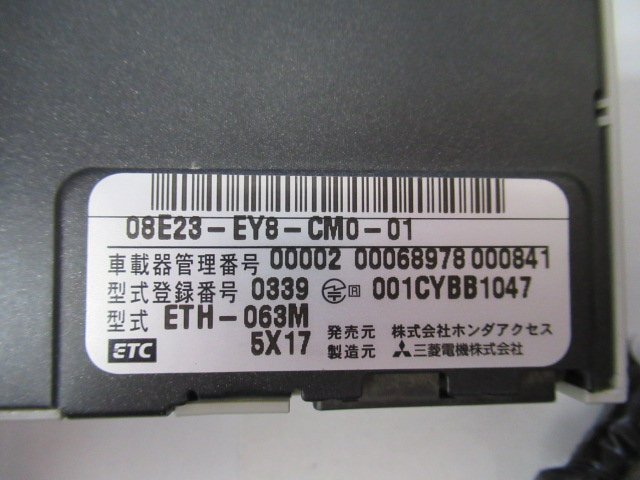 08E23-EY8-CM0-01
車載器管理番号 00002 00068978 000841
型式登録番号 0339 R 001CYBB1047
型式 ETH-063M
5X17
ETC
発売元 株式会社ホンダアクセス
製造元 三菱電機株式会社